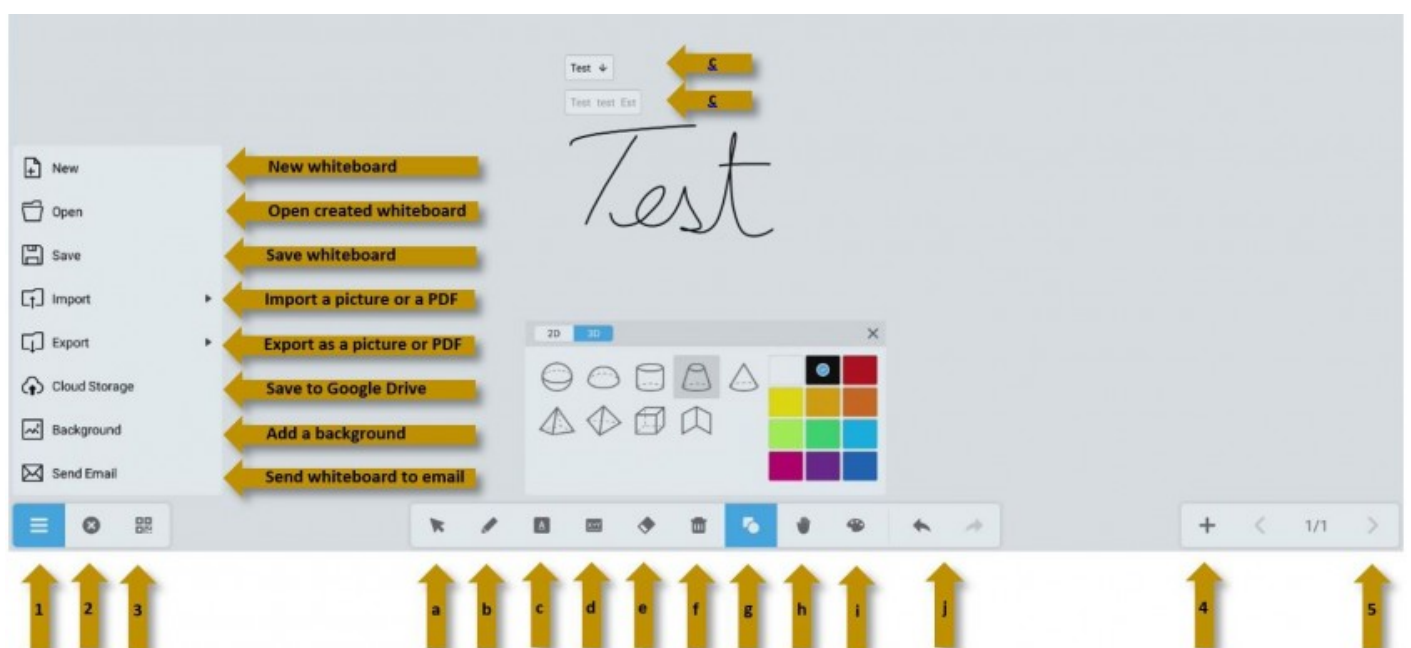 Test ↓ c
Test test Ext c
Test
New New whiteboard
Open Open created whiteboard
Save Save whiteboard
Import Import a picture or a PDF
Export Export as a picture or PDF
Cloud Storage Save to Google Drive
Background Add a background
Send Email Send whiteboard to email
2D 3D
A
1/1
1 2 3 a b c d e f g h i j 4 5